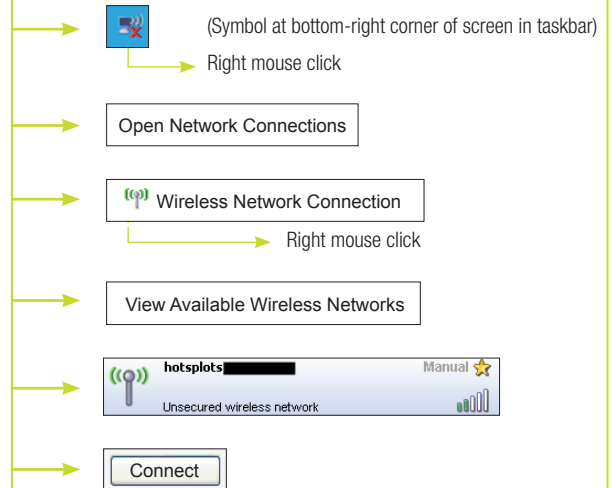 (Symbol at bottom-right corner of screen in taskbar)
Right mouse click
Open Network Connections
Wireless Network Connection
Right mouse click
View Available Wireless Networks
hotsplots Manual
Unsecured wireless network
Connect